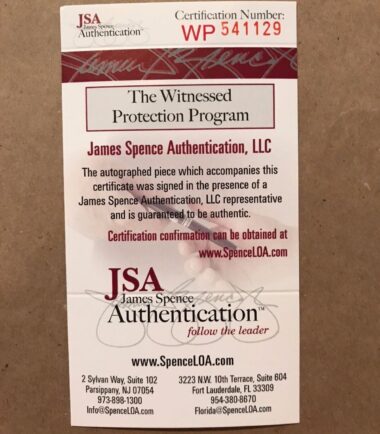 JSA
James Spence
Authentication™
Certification Number:
WP 541129
James Spence
The Witnessed
Protection Program
James Spence Authentication, LLC
The autographed piece which accompanies this
certificate was signed in the presence of a
James Spence Authentication, LLC representative
and is guaranteed to be authentic.
Certification confirmation can be obtained at
www.SpenceLOA.com
JSA
James Spence
Authentication™
follow the leader
www.SpenceLOA.com
2 Sylvan Way, Suite 102
Parsippany, NJ 07054
973-898-1300
Info@SpenceLOA.com
3223 N.W. 10th Terrace, Suite 604
Fort Lauderdale, FL 33309
954-380-8670
Florida@SpenceLOA.com